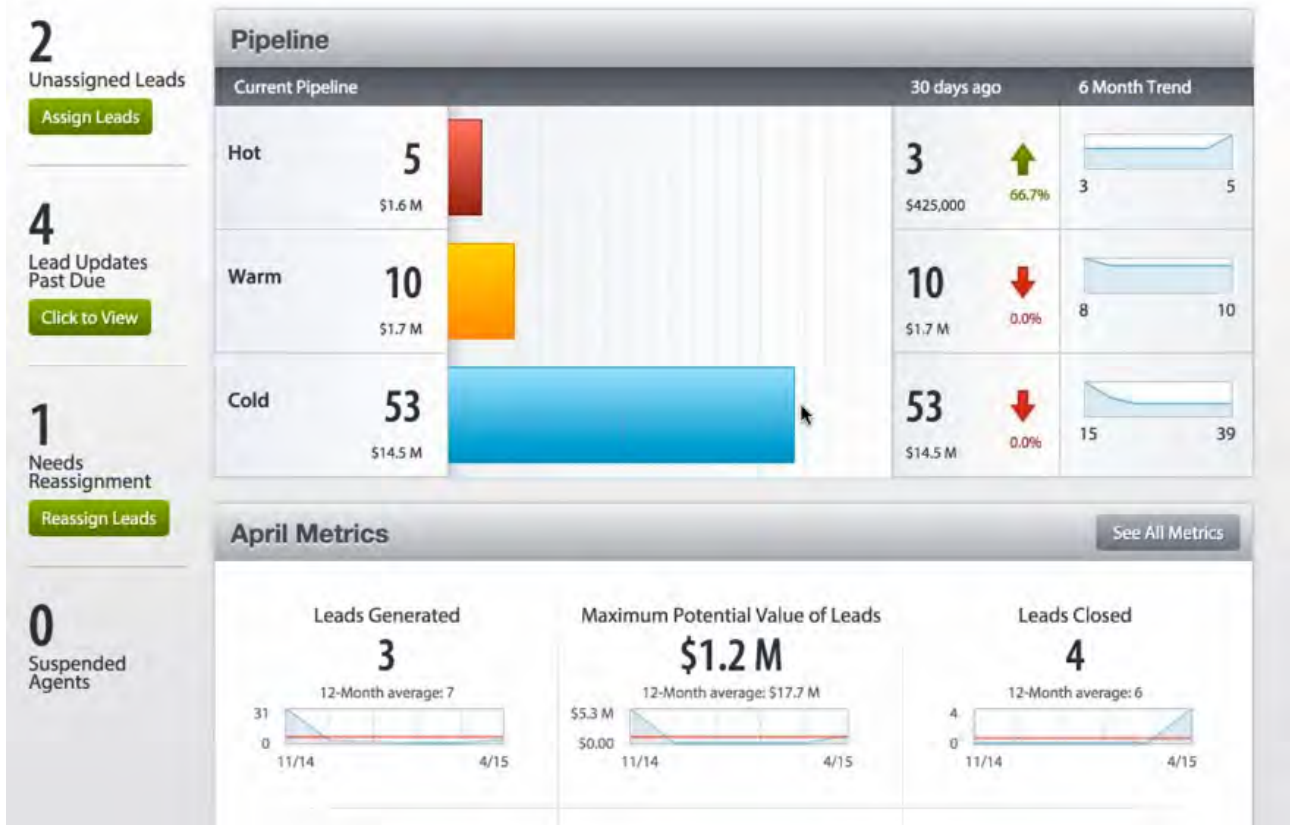 2
Unassigned Leads
Assign Leads
4
Lead Updates
Past Due
Click to View
1
Needs
Reassignment
Reassign Leads
0
Suspended
Agents
Pipeline
Current Pipeline 30 days ago 6 Month Trend
Hot 5 3
$1.6 M $425,000 66.7% 3 5
Warm 10 10
$1.7 M $1.7 M 0.0% 8 10
Cold 53 53
$14.5 M $14.5 M 0.0% 15 39
April Metrics See All Metrics
Leads Generated
3
12-Month average: 7
31
0
11/14 4/15
Maximum Potential Value of Leads
$1.2 M
12-Month average: $17.7 M
$5.3 M
$0.00
11/14 4/15
Leads Closed
4
12-Month average: 6
4
0
11/14 4/15